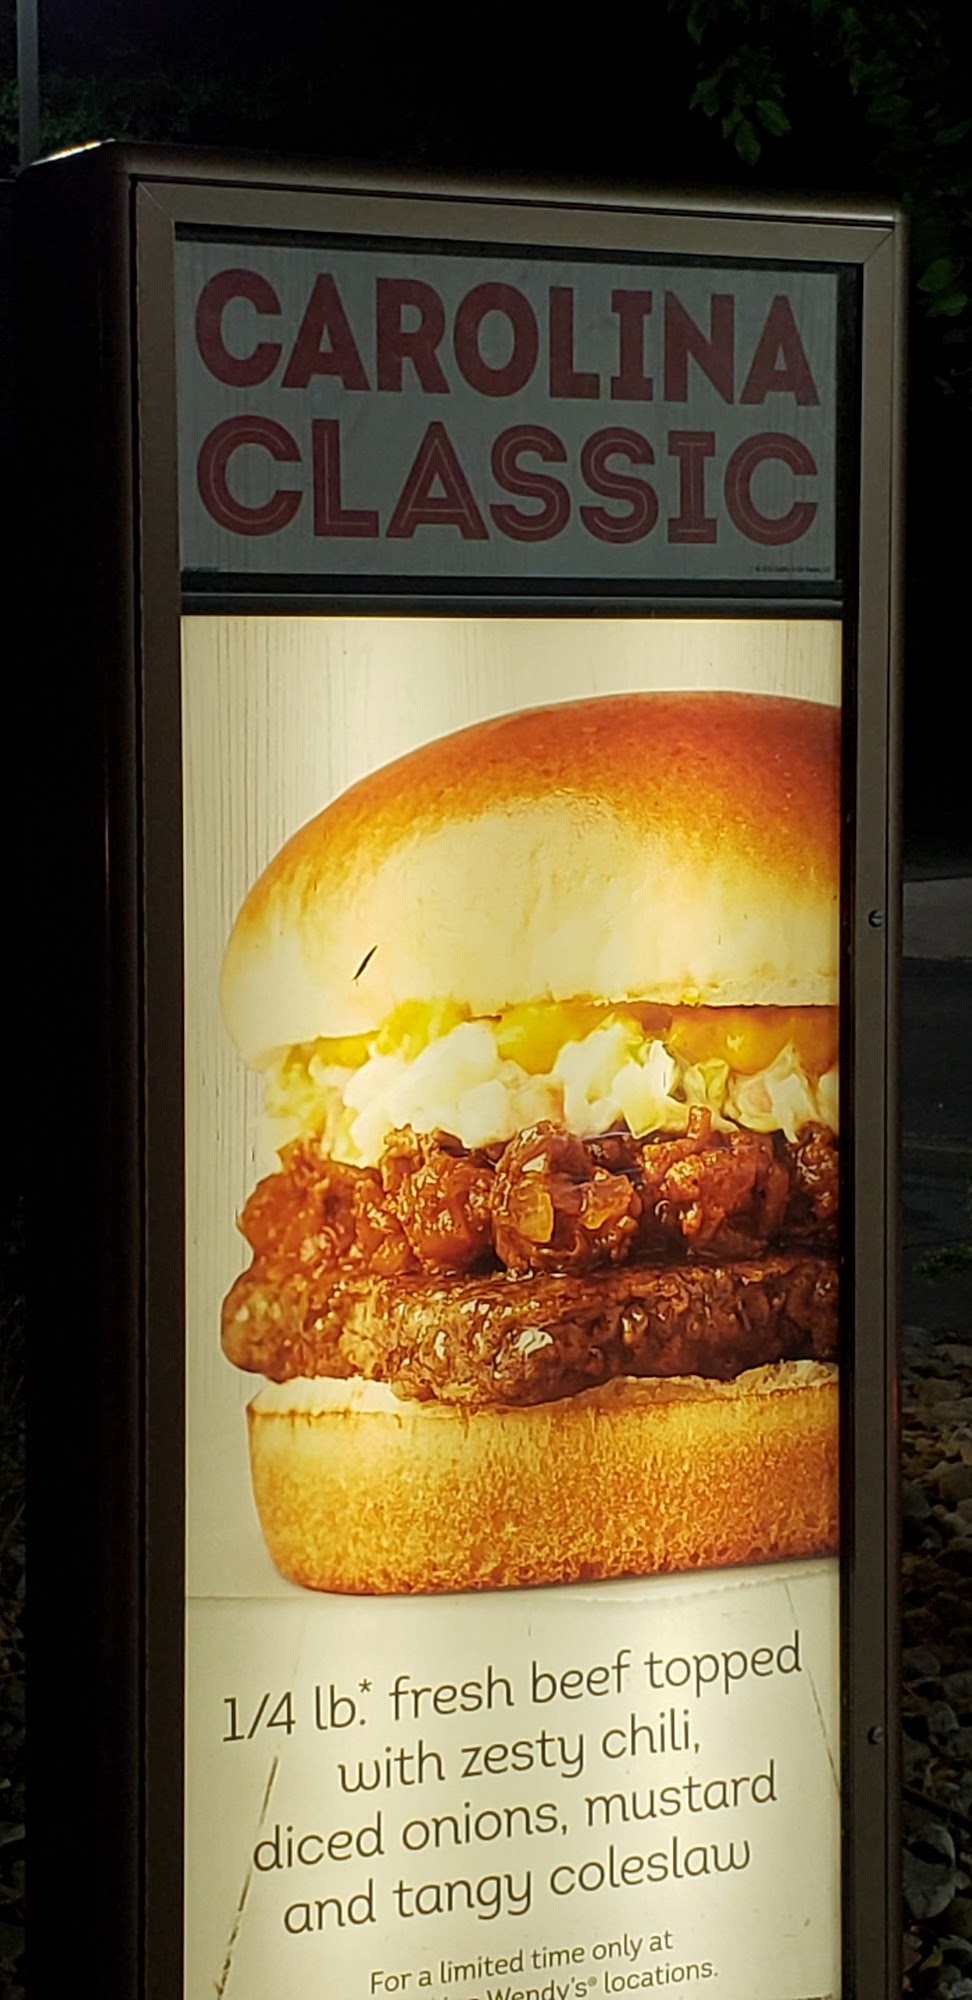 CAROLINA
CLASSIC
1/4 lb.* fresh beef topped
with zesty chili,
diced onions, mustard
and tangy coleslaw
For a limited time only at
Wendy's® locations.